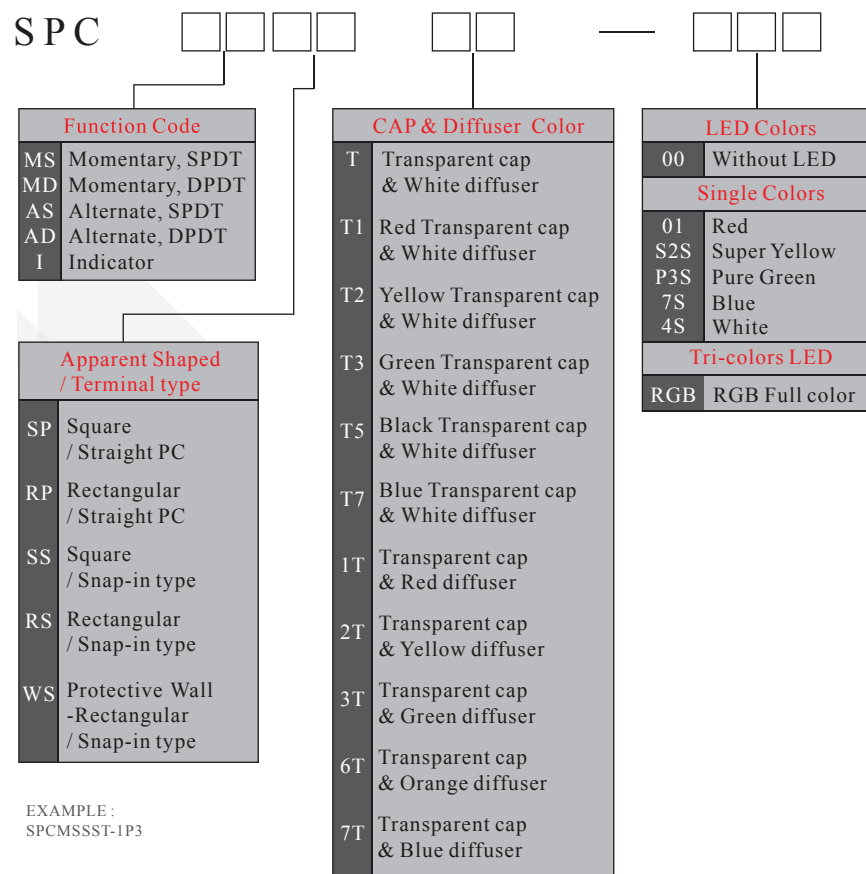 SPC —
Function Code
MS Momentary, SPDT
MD Momentary, DPDT
AS Alternate, SPDT
AD Alternate, DPDT
I Indicator
Apparent Shaped
/ Terminal type
SP Square
/ Straight PC
RP Rectangular
/ Straight PC
SS Square
/ Snap-in type
RS Rectangular
/ Snap-in type
WS Protective Wall
-Rectangular
/ Snap-in type
EXAMPLE :
SPCMSSST-1P3
CAP & Diffuser Color
T Transparent cap
& White diffuser
T1 Red Transparent cap
& White diffuser
T2 Yellow Transparent cap
& White diffuser
T3 Green Transparent cap
& White diffuser
T5 Black Transparent cap
& White diffuser
T7 Blue Transparent cap
& White diffuser
1T Transparent cap
& Red diffuser
2T Transparent cap
& Yellow diffuser
3T Transparent cap
& Green diffuser
6T Transparent cap
& Orange diffuser
7T Transparent cap
& Blue diffuser
LED Colors
00 Without LED
Single Colors
01 Red
S2S Super Yellow
P3S Pure Green
7S Blue
4S White
Tri-colors LED
RGB RGB Full color